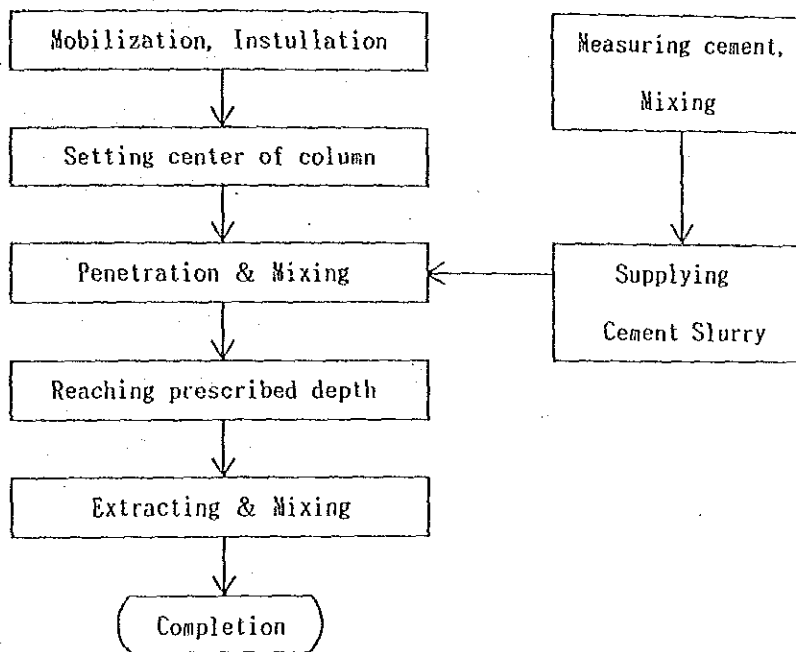 Mobilization, Instullation
Measuring cement,
Mixing
Setting center of column
Penetration & Mixing
Supplying
Cement Slurry
Reaching prescribed depth
Extracting & Mixing
Completion